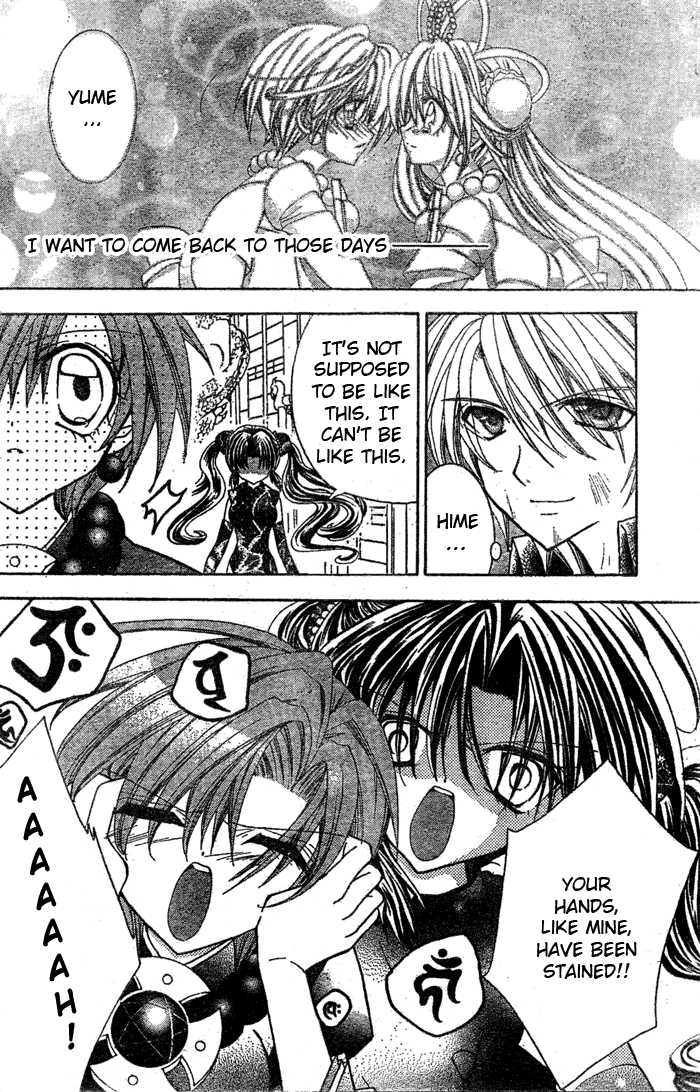 YUME
...
I WANT TO COME BACK TO THOSE DAYS
HIME
...
IT'S NOT
SUPPOSED
TO BE LIKE
THIS. IT
CAN'T BE
LIKE THIS.
YOUR
HANDS,
LIKE MINE,
HAVE BEEN
STAINED!!
AAAAAAAH!